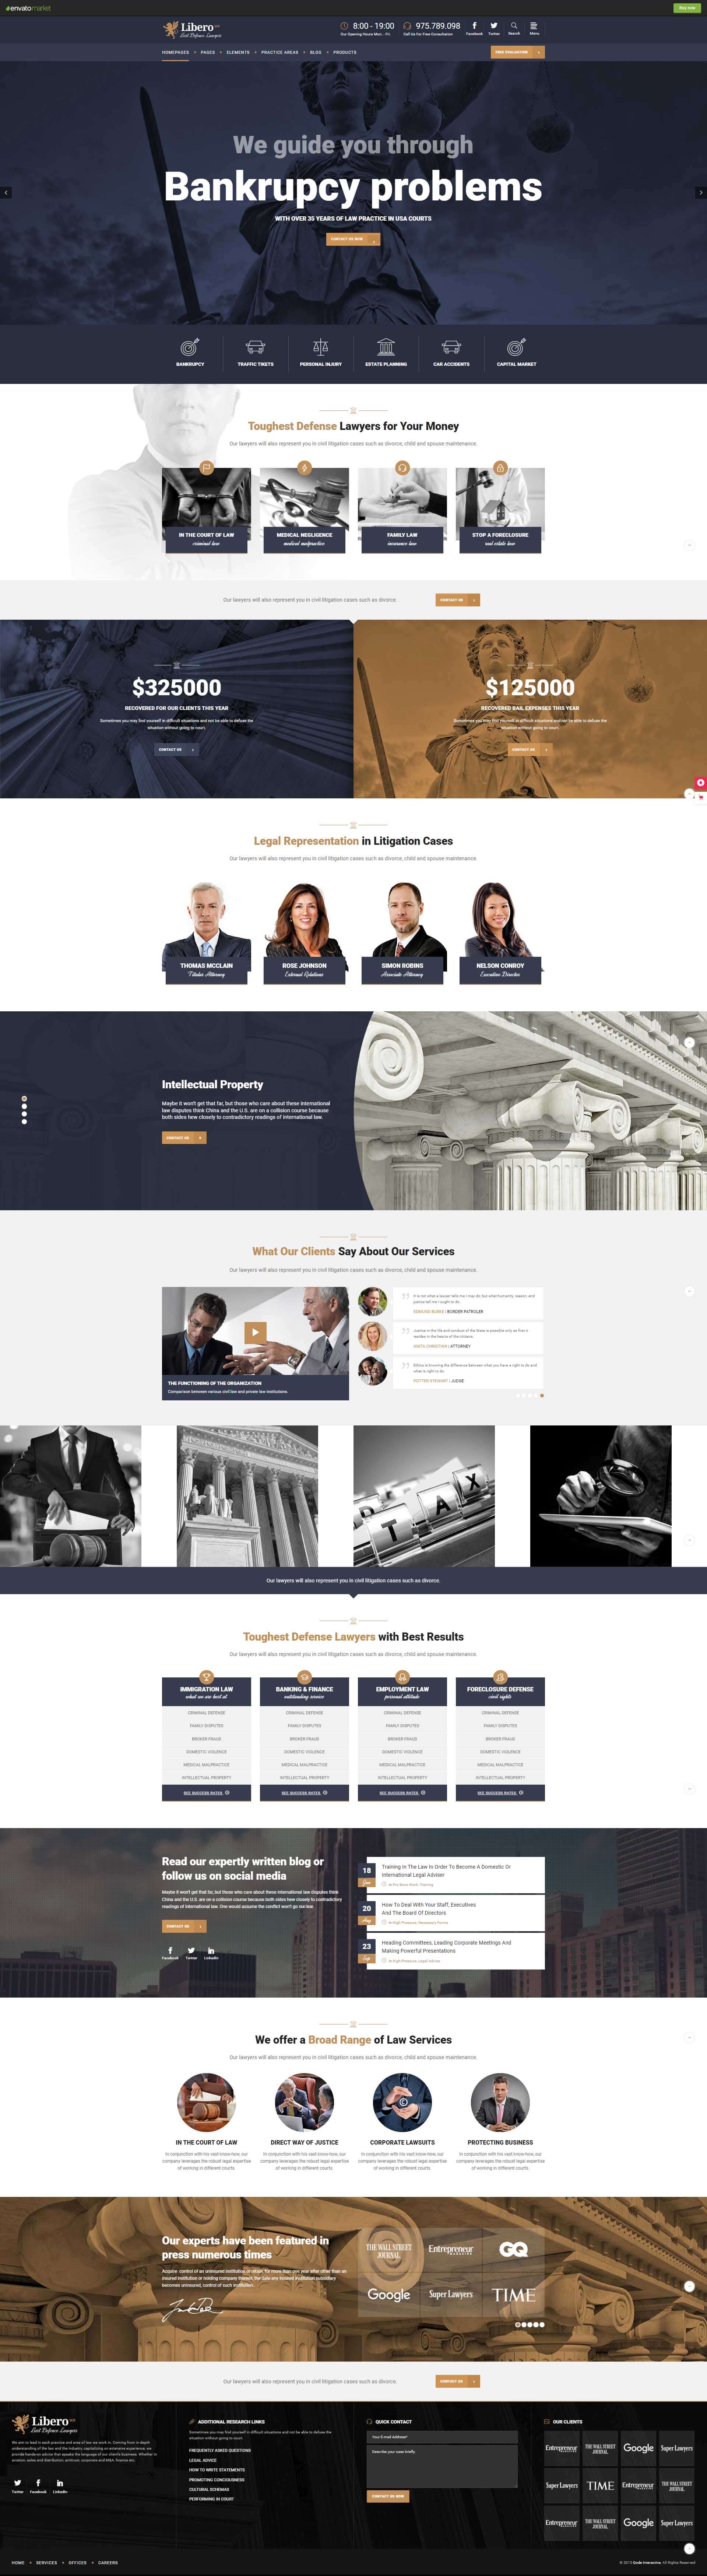 envatomarket
Buy now
Libero WP
Best Defense Lawyers
8:00 - 19:00
Our Opening Hours Mon. - Fri.
975.789.098
Call Us For Free Consultation
Facebook
Twitter
Search
Menu
HOMEPAGES
PAGES
ELEMENTS
PRACTICE AREAS
BLOG
PRODUCTS
FREE EVALUATION
We guide you through
Bankrupcy problems
WITH OVER 35 YEARS OF LAW PRACTICE IN USA COURTS
CONTACT US NOW
BANKRUPCY
TRAFFIC TIKETS
PERSONAL INJURY
ESTATE PLANNING
CAR ACCIDENTS
CAPITAL MARKET
Toughest Defense Lawyers for Your Money
Our lawyers will also represent you in civil litigation cases such as divorce, child and spouse maintenance.
IN THE COURT OF LAW
criminal law
MEDICAL NEGLIGENCE
medical malpractice
FAMILY LAW
insurance law
STOP A FORECLOSURE
real estate law
Our lawyers will also represent you in civil litigation cases such as divorce.
CONTACT US
$325000
RECOVERED FOR OUR CLIENTS THIS YEAR
Sometimes you may find yourself in difficult situations and not be able to defuse the
situation without going to court.
CONTACT US
$125000
RECOVERED BAIL EXPENSES THIS YEAR
Sometimes you may find yourself in difficult situations and not be able to defuse the
situation without going to court.
CONTACT US
Legal Representation in Litigation Cases
Our lawyers will also represent you in civil litigation cases such as divorce, child and spouse maintenance.
THOMAS MCCLAIN
Titular Attorney
ROSE JOHNSON
External Relations
SIMON ROBINS
Associate Attorney
NELSON CONROY
Executive Director
Intellectual Property
Maybe it won't get that far, but those who care about these international
law disputes think China and the U.S. are on a collision course because
both sides hew closely to contradictory readings of international law.
CONTACT US
What Our Clients Say About Our Services
Our lawyers will also represent you in civil litigation cases such as divorce, child and spouse maintenance.
THE FUNCTIONING OF THE ORGANIZATION
Comparison between various civil law and private law institutions.
It is not what a lawyer tells me I may do; but what humanity, reason, and
justice tell me I ought to do.
EDMUND BURKE / BURDER PATROLER
Justice in the life and conduct of the State is possible only as first it
resides in the hearts of the citizens.
ANITA CHRISTIAN / ATTORNEY
Ethics is knowing the difference between what you have a right to do and
what is right to do.
POTTER STEWART / JUDGE
TAX
Our lawyers will also represent you in civil litigation cases such as divorce.
Toughest Defense Lawyers with Best Results
Our lawyers will also represent you in civil litigation cases such as divorce, child and spouse maintenance.
IMMIGRATION LAW
what we are best at
CRIMINAL DEFENSE
FAMILY DISPUTES
BROKER FRAUD
DOMESTIC VIOLENCE
MEDICAL MALPRACTICE
INTELLECTUAL PROPERTY
SEE SUCCESS RATES
BANKING & FINANCE
outstanding service
CRIMINAL DEFENSE
FAMILY DISPUTES
BROKER FRAUD
DOMESTIC VIOLENCE
MEDICAL MALPRACTICE
INTELLECTUAL PROPERTY
SEE SUCCESS RATES
EMPLOYMENT LAW
personal attitude
CRIMINAL DEFENSE
FAMILY DISPUTES
BROKER FRAUD
DOMESTIC VIOLENCE
MEDICAL MALPRACTICE
INTELLECTUAL PROPERTY
SEE SUCCESS RATES
FORECLOSURE DEFENSE
civil rights
CRIMINAL DEFENSE
FAMILY DISPUTES
BROKER FRAUD
DOMESTIC VIOLENCE
MEDICAL MALPRACTICE
INTELLECTUAL PROPERTY
SEE SUCCESS RATES
Read our expertly written blog or
follow us on social media
Maybe it won't get that far, but those who care about these international law disputes think
China and the U.S. are on a collision course because both sides hew closely to contradictory
readings of international law. One would assume the conflict won't go nuclear.
CONTACT US
Facebook
Twitter
LinkedIn
18
Training In The Law In Order To Become A Domestic Or
International Legal Adviser
in Pro Bono Work, Training
20
Aug
How To Deal With Your Staff, Executives
And The Board Of Directors
in High Pressure, Necessary Forms
23
Heading Committees, Leading Corporate Meetings And
Making Powerful Presentations
in High Pressure, Legal Advice
We offer a Broad Range of Law Services
Our lawyers will also represent you in civil litigation cases such as divorce, child and spouse maintenance.
IN THE COURT OF LAW
In conjunction with his vast know-how, our
company leverages the robust legal expertise
of working in different courts.
DIRECT WAY OF JUSTICE
In conjunction with his vast know-how, our
company leverages the robust legal expertise
of working in different courts.
CORPORATE LAWSUITS
In conjunction with his vast know-how, our
company leverages the robust legal expertise
of working in different courts.
PROTECTING BUSINESS
In conjunction with his vast know-how, our
company leverages the robust legal expertise
of working in different courts.
Our experts have been featured in
press numerous times
Acquire control of an uninsured institution or retain, for more than one year after other than an
insured institution or holding company thereof, the date any insured institution subsidiary
becomes uninsured, control of such institution.
THE WALL STREET
JOURNAL
Entrepreneur
MAGAZINE
GQ
Google
Super Lawyers
TIME
Our lawyers will also represent you in civil litigation cases such as divorce.
CONTACT US
Libero WP
Best Defense Lawyers
We aim to lead in each practice and area of law we work in. Coming from in-depth
understanding of the law and the industry, capitalizing on extensive experience, we
provide hands-on advice that speaks the language of our client's business. Whether in
aviation, sales, distribution, antitrust, corporate and M&A, finance etc.
Twitter
Facebook
LinkedIn
ADDITIONAL RESEARCH LINKS
Sometimes you may find yourself in difficult situations and not be able to defuse the
situation without going to court.
FREQUENTLY ASKED QUESTIONS
LEGAL ADVICE
HOW TO WRITE STATEMENTS
PROMOTING CONCIOUSNESS
CULTURAL SCHEMAS
PERFORMING IN COURT
QUICK CONTACT
Your E-mail Address*
Describe your case briefly.
CONTACT US NOW
OUR CLIENTS
Entrepreneur
THE WALL STREET
JOURNAL
Google
Super Lawyers
Super Lawyers
TIME
Entrepreneur
THE WALL STREET
JOURNAL
Entrepreneur
THE WALL STREET
JOURNAL
Google
Super Lawyers
HOME
SERVICES
OFFICES
CAREERS
© 2015 Qode Interactive, All Rights Reserved